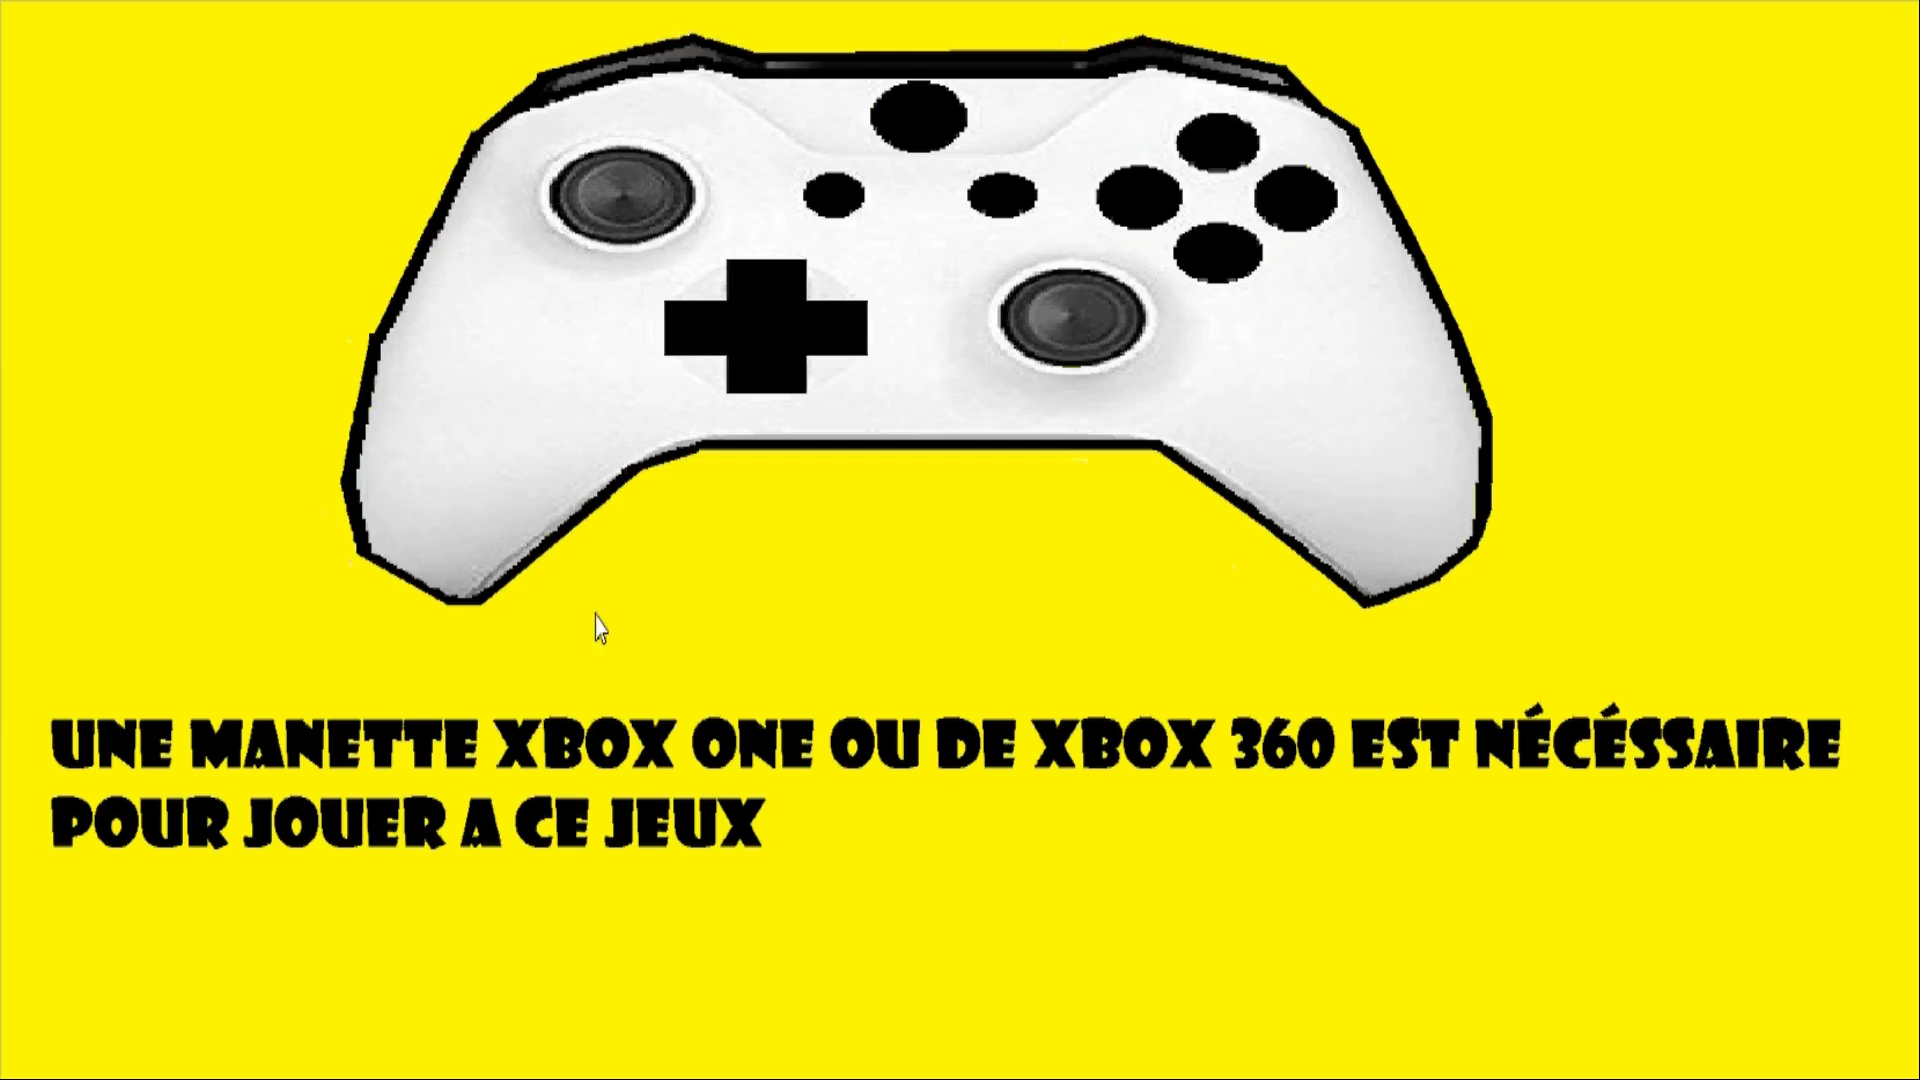 UNE MANETTE XBOX ONE OU DE XBOX 360 EST NÉCÉSSAIRE
POUR JOUER A CE JEUX